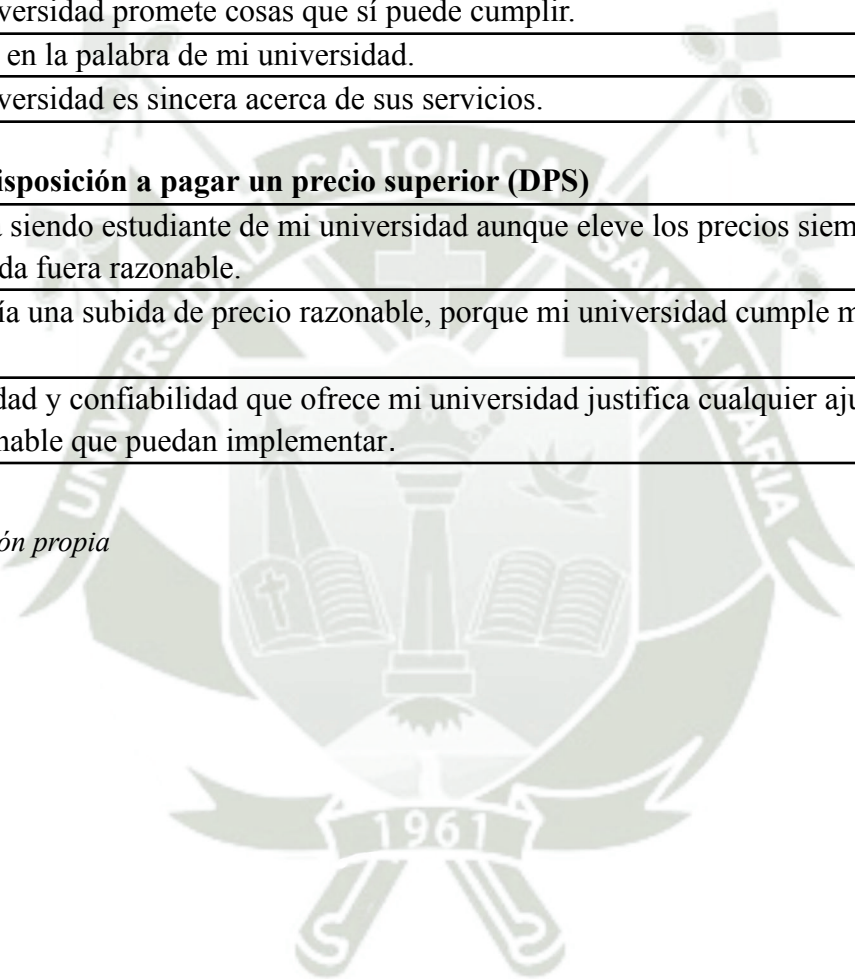 versidad promete cosas que sí puede cumplir.
en la palabra de mi universidad.
versidad es sincera acerca de sus servicios.
isposición a pagar un precio superior (DPS)
siendo estudiante de mi universidad aunque eleve los precios siem
da fuera razonable.
ía una subida de precio razonable, porque mi universidad cumple m
dad y confiabilidad que ofrece mi universidad justifica cualquier aju
nable que puedan implementar.
ón propia
UNIVERSIDAD CATOLICA SANTA MARIA
1961